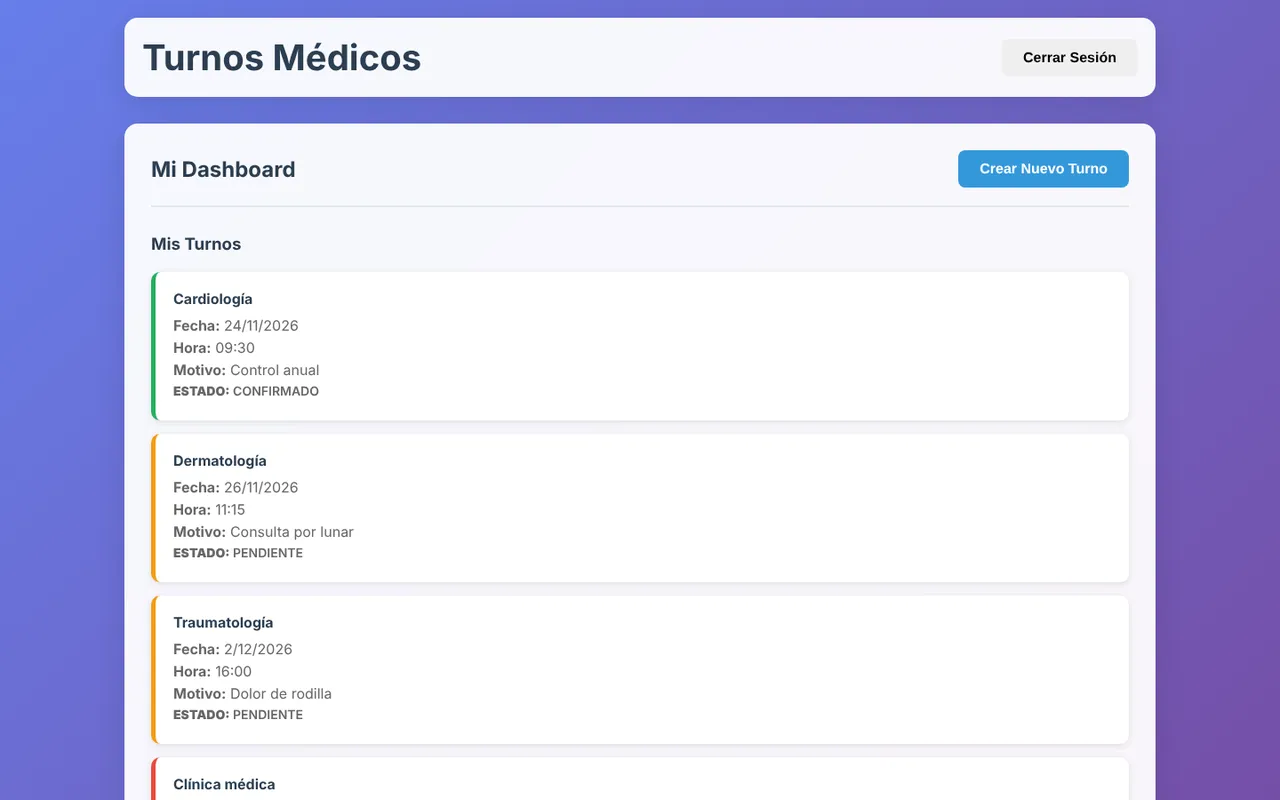 Turnos Médicos
Cerrar Sesión
Mi Dashboard
Crear Nuevo Turno
Mis Turnos
Cardiología
Fecha: 24/11/2026
Hora: 09:30
Motivo: Control anual
ESTADO: CONFIRMADO
Dermatología
Fecha: 26/11/2026
Hora: 11:15
Motivo: Consulta por lunar
ESTADO: PENDIENTE
Traumatología
Fecha: 2/12/2026
Hora: 16:00
Motivo: Dolor de rodilla
ESTADO: PENDIENTE
Clínica médica